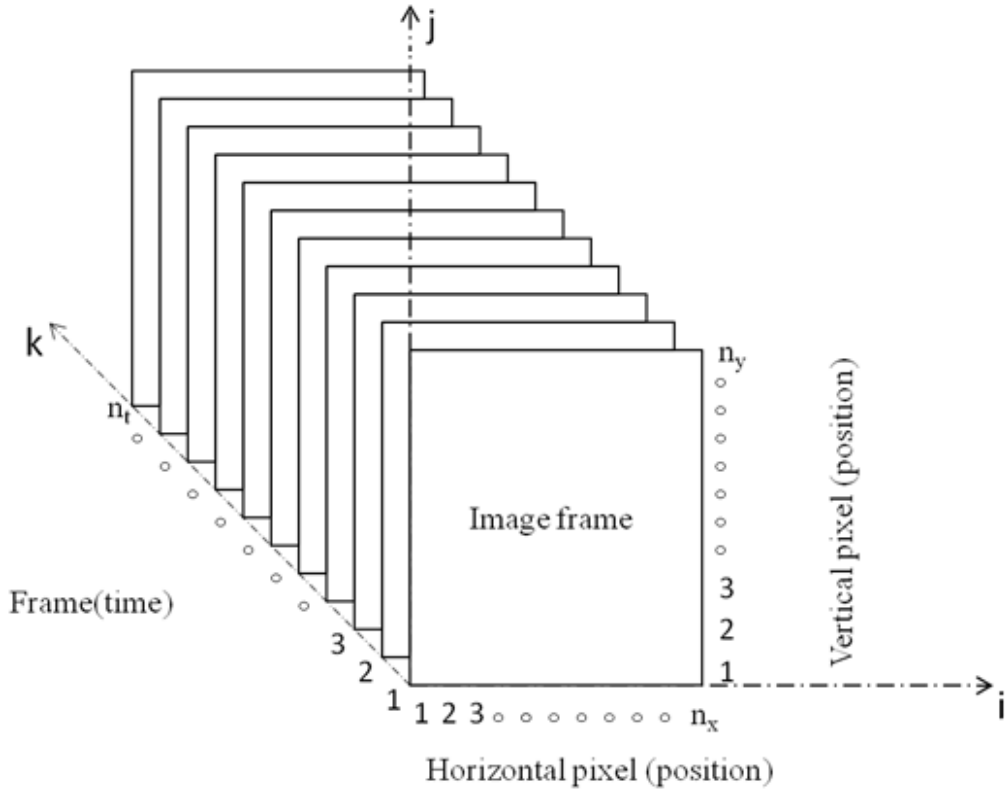 j
k
n_t
n_y
Image frame
Vertical pixel (position)
Frame(time)
3
2
1
3
2
1
i
1 2 3 ○ ○ ○ ○ ○ ○ ○ n_x
Horizontal pixel (position)